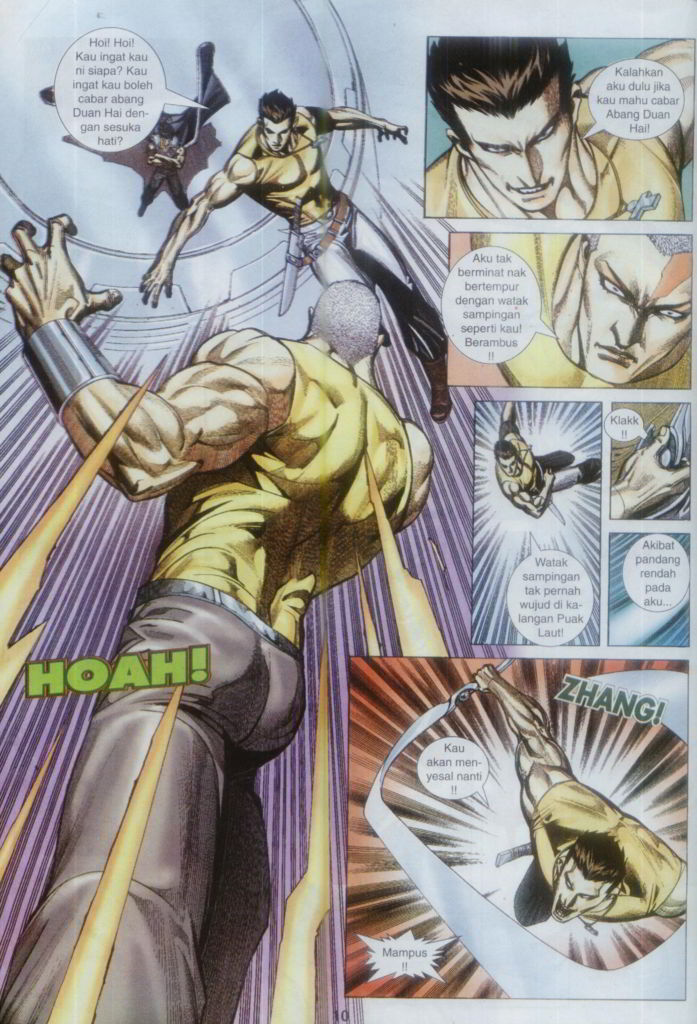 Hoi! Hoi!
Kau ingat kau
ni siapa? Kau
ingat kau boleh
cabar abang
Duan Hai den-
gan sesuka
hati?
Kalahkan
aku dulu jika
kau mahu cabar
Abang Duan
Hai!
Aku tak
berminat nak
bertempur
dengan watak
sampingan
seperti kau!
Berambus
!!
Klakk
!!
Watak
sampingan
tak pernah
wujud di ka-
langan Puak
Laut!
Akibat
pandang
rendah
pada
aku...
HOAH!
ZHANG!
Kau
akan men-
yesal nanti
!!
Mampus
!!
10